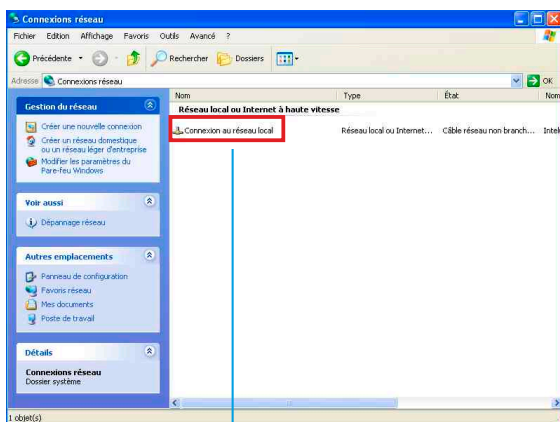 Connexions réseau
Fichier Edition Affichage Favoris Outils Avancé ?
Précédente Rechercher Dossiers
Adresse Connexions réseau OK
Nom Type État Nom
Gestion du réseau
Créer une nouvelle connexion
Créer un réseau domestique
ou un réseau léger d'entreprise
Modifier les paramètres du
Pare-feu Windows
Voir aussi
Dépannage réseau
Autres emplacements
Panneau de configuration
Favoris réseau
Mes documents
Poste de travail
Détails
Connexions réseau
Dossier système
Réseau local ou Internet à haute vitesse
Connexion au réseau local Réseau local ou Internet... Câble réseau non branch... Intel
1 objet(s)